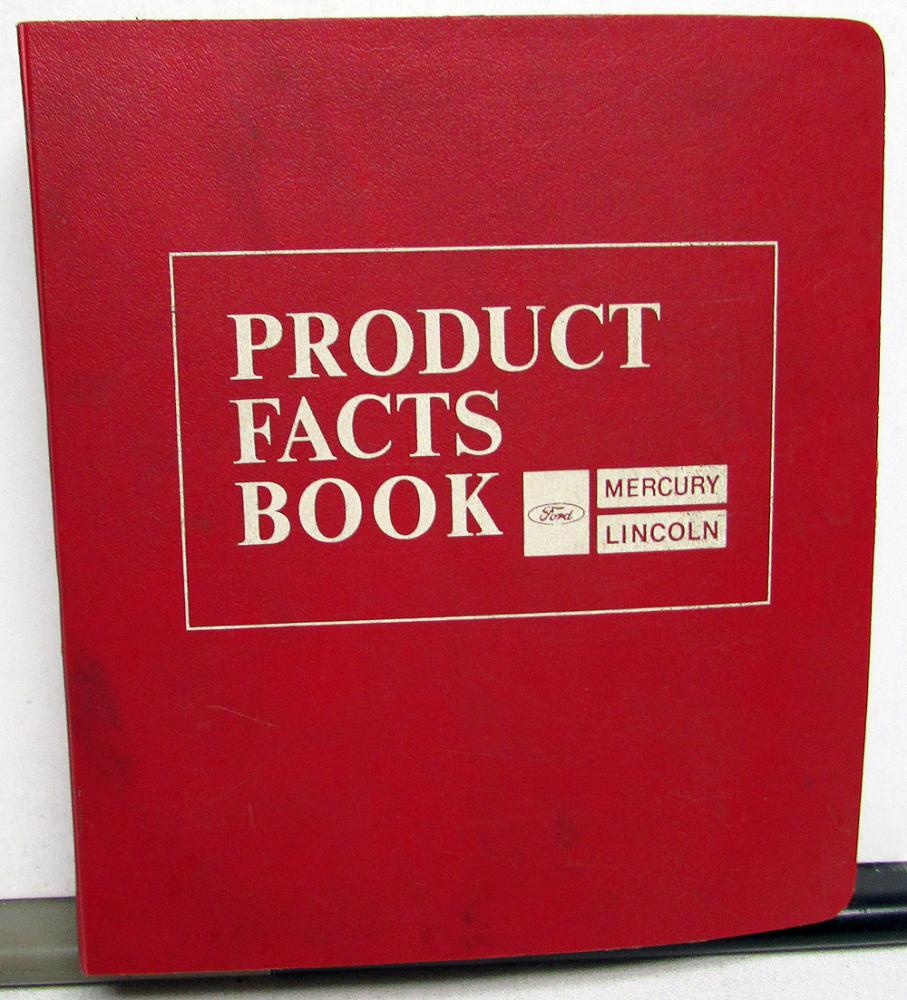 PRODUCT
FACTS
BOOK
Ford
MERCURY
LINCOLN